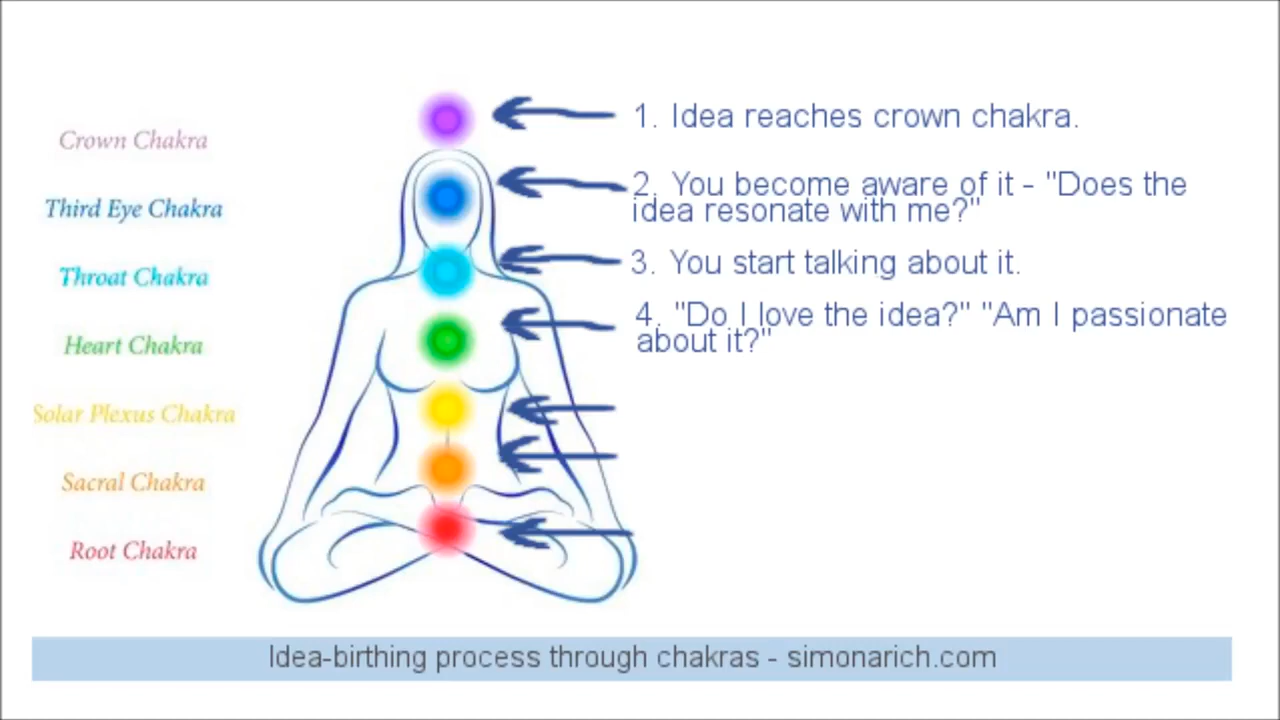 Crown Chakra
Third Eye Chakra
Throat Chakra
Heart Chakra
Solar Plexus Chakra
Sacral Chakra
Root Chakra
1. Idea reaches crown chakra.
2. You become aware of it - "Does the
idea resonate with me?"
3. You start talking about it.
4. "Do I love the idea?" "Am I passionate
about it?"
Idea-birthing process through chakras - simonarich.com